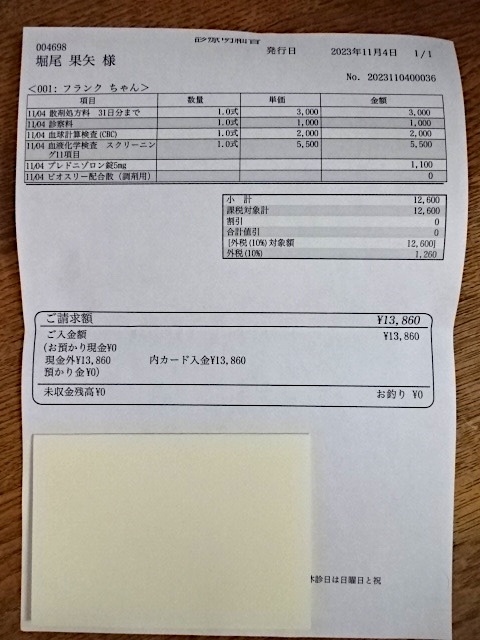 診療明細書
004698
発行日 2023年11月4日 1/1
堀尾 果矢 様
No. 2023110400036
<001: フランク ちゃん>
項目 数量 単価 金額
11/04 散剤処方料 31日分まで 1.0式 3,000 3,000
11/04 診察料 1.0式 1,000 1,000
11/04 血球計算検査(CBC) 1.0式 2,000 2,000
11/04 血液化学検査 スクリーニン 1.0式 5,500 5,500
グ11項目
11/04 プレドニゾロン錠5mg 1,100
11/04 ビオスリー配合散(調剤用) 0
小 計 12,600
課税対象計 12,600
割引 0
合計値引 0
[外税(10%)対象額 12,600]
外税(10%) 1,260
ご請求額 ¥13,860
ご入金額 ¥13,860
(お預かり現金¥0
現金外¥13,860 内カード入金¥13,860
預かり金¥0)
未収金残高¥0 お釣り ¥0
休診日は日曜日と祝